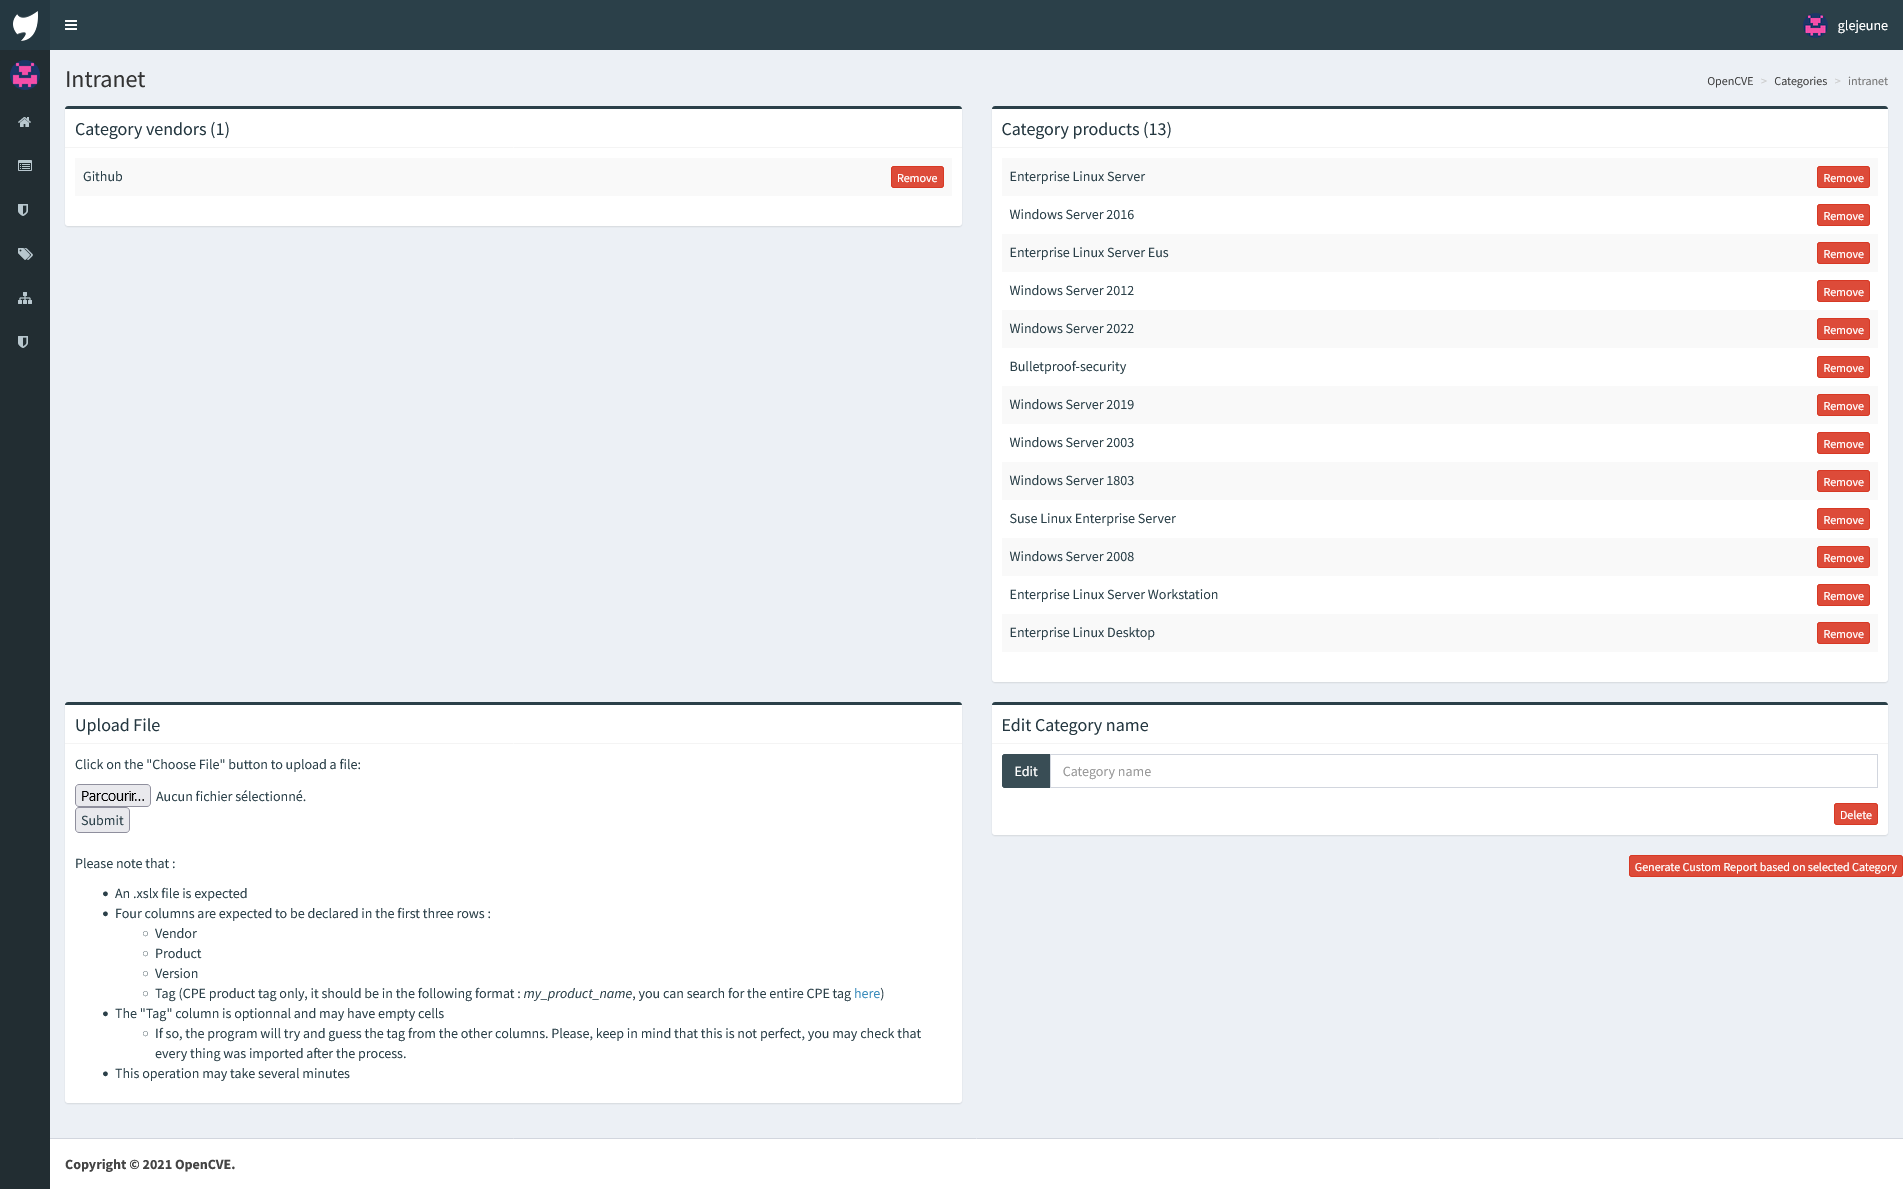 glejeune
Intranet
OpenCVE > Categories > intranet
Category vendors (1)
Github
Remove
Category products (13)
Enterprise Linux Server
Remove
Windows Server 2016
Remove
Enterprise Linux Server Eus
Remove
Windows Server 2012
Remove
Windows Server 2022
Remove
Bulletproof-security
Remove
Windows Server 2019
Remove
Windows Server 2003
Remove
Windows Server 1803
Remove
Suse Linux Enterprise Server
Remove
Windows Server 2008
Remove
Enterprise Linux Server Workstation
Remove
Enterprise Linux Desktop
Remove
Upload File
Click on the "Choose File" button to upload a file:
Parcourir... Aucun fichier sélectionné.
Submit
Please note that :
An .xslx file is expected
Four columns are expected to be declared in the first three rows :
Vendor
Product
Version
Tag (CPE product tag only, it should be in the following format : my_product_name, you can search for the entire CPE tag here)
The "Tag" column is optionnal and may have empty cells
If so, the program will try and guess the tag from the other columns. Please, keep in mind that this is not perfect, you may check that
every thing was imported after the process.
This operation may take several minutes
Edit Category name
Edit Category name
Delete
Generate Custom Report based on selected Category
Copyright © 2021 OpenCVE.